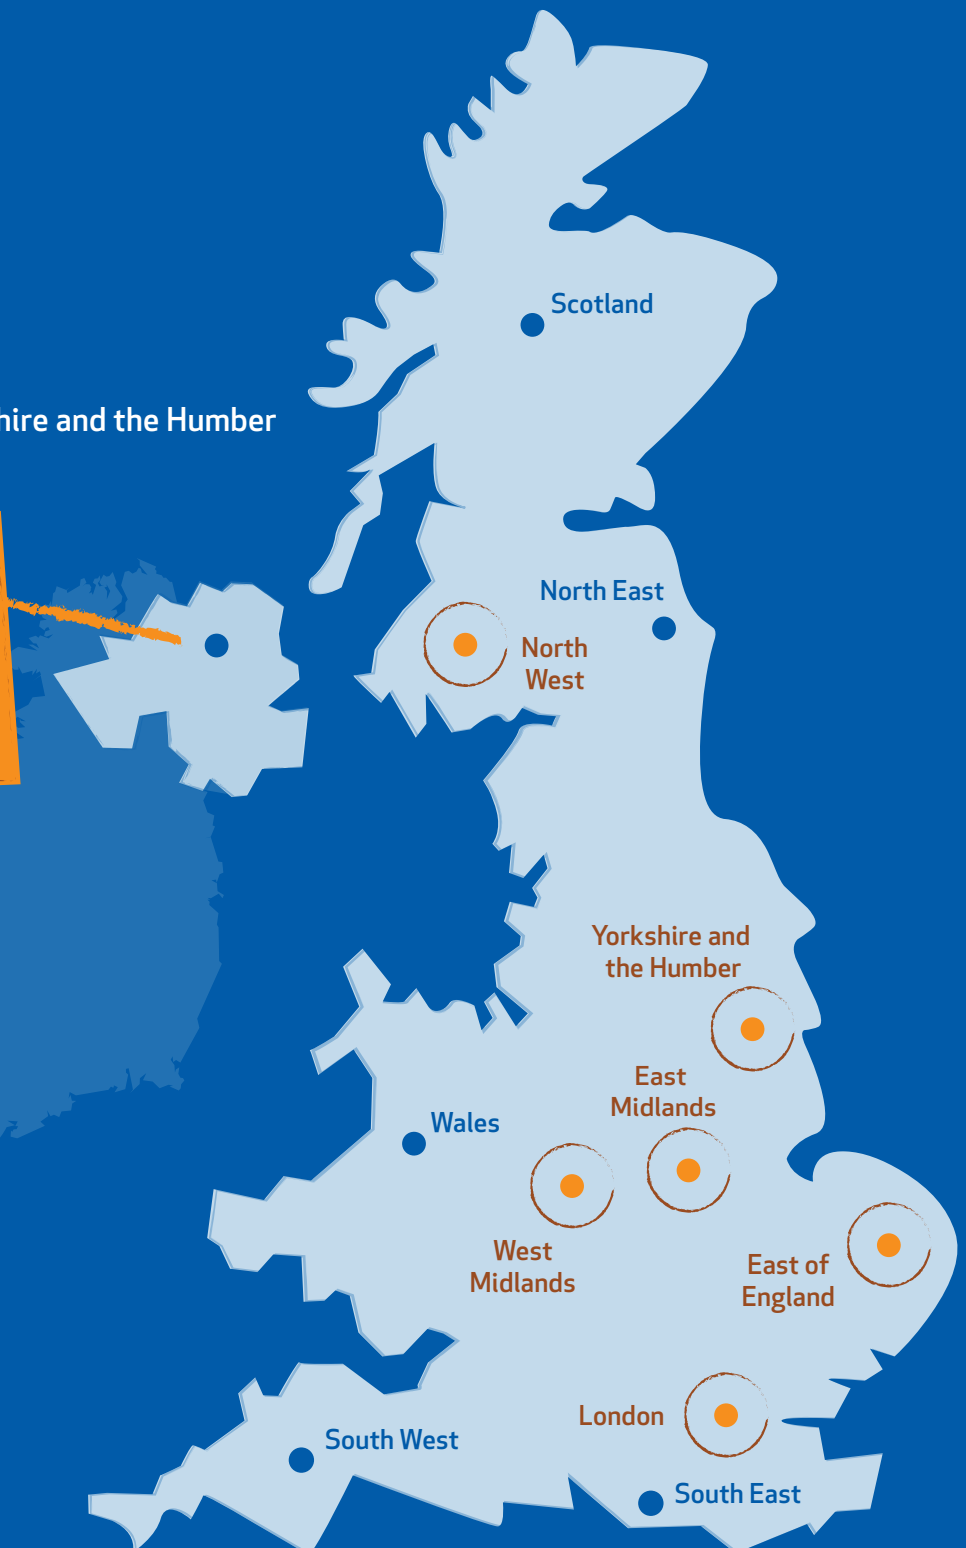 Scotland
and the Humber
North East
North
West
Yorkshire and
the Humber
East
Midlands
Wales
West
Midlands
East of
England
London
South West
South East